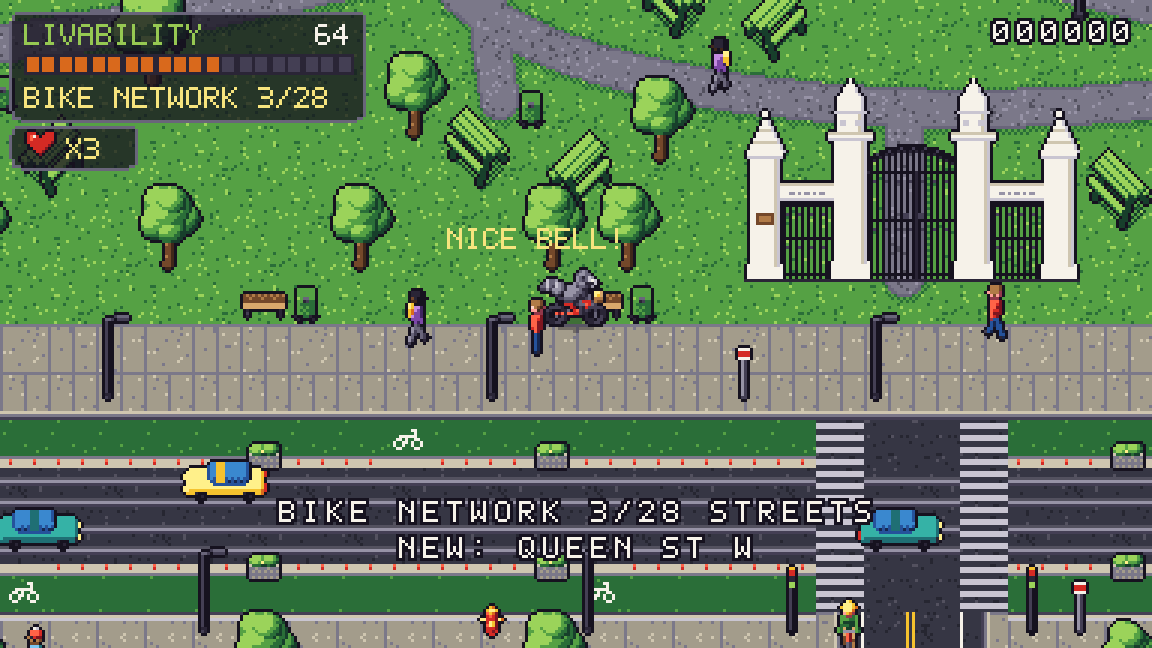 LIVABILITY 64
000000
BIKE NETWORK 3/28
X3
NICE BELL!
BIKE NETWORK 3/28 STREETS
NEW: QUEEN ST W